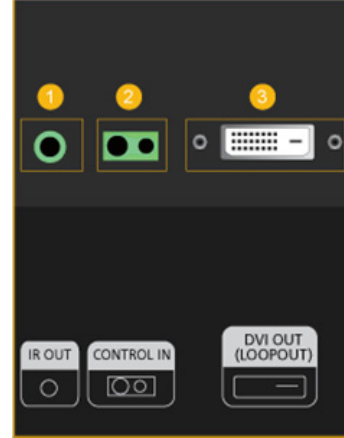 1 2 3
IR OUT CONTROL IN DVI OUT
(LOOPOUT)